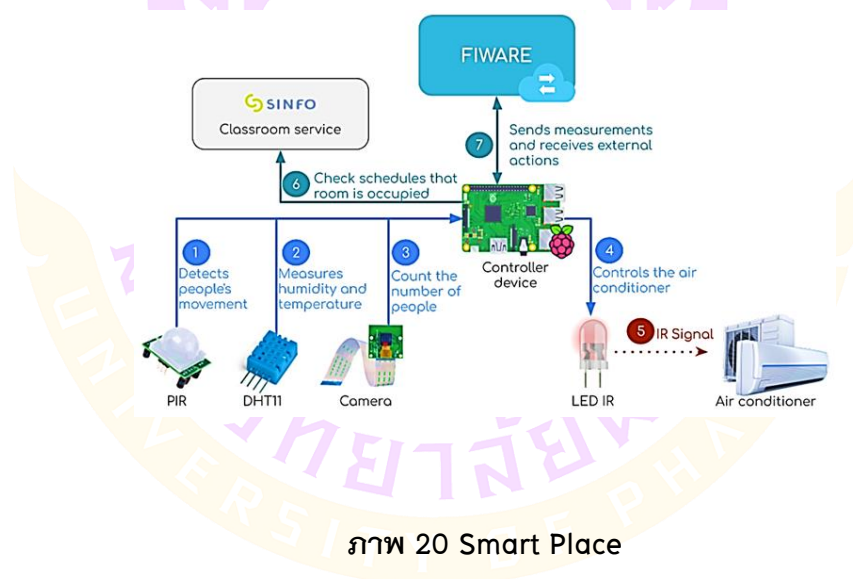 FIWARE
SINFO
Classroom service
7
Sends measurements
and receives external
actions
6
Check schedules that
room is occupied
1
Detects
people's
movement
2
Measures
humidity and
temperature
3
Count the
number of
people
Controller
device
4
Controls the air
conditioner
5
IR Signal
PIR
DHT11
Camera
LED IR
Air conditioner
ภาพ 20 Smart Place